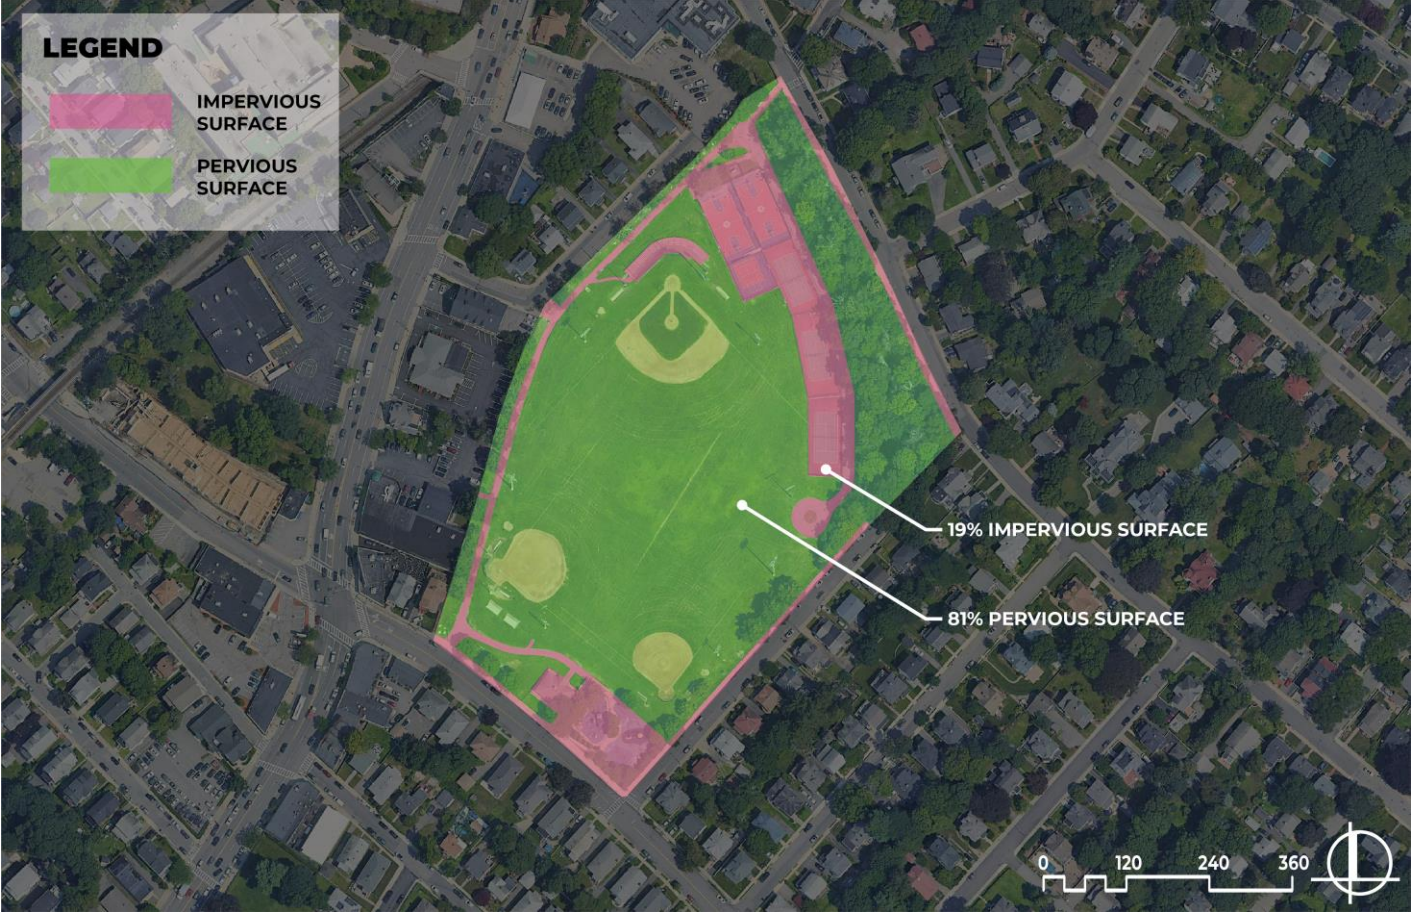 LEGEND
IMPERVIOUS
SURFACE
PERVIOUS
SURFACE
19% IMPERVIOUS SURFACE
81% PERVIOUS SURFACE
0 120 240 360